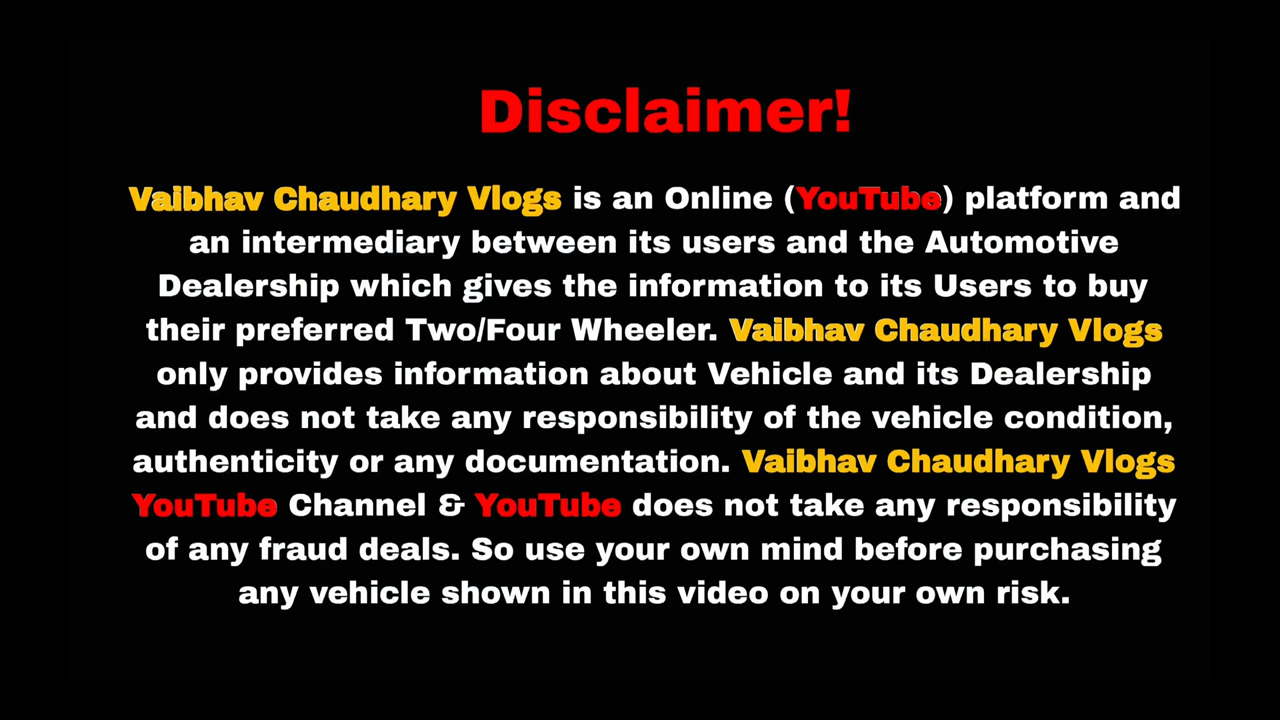 Disclaimer!
Vaibhav Chaudhary Vlogs is an Online (YouTube) platform and
an intermediary between its users and the Automotive
Dealership which gives the information to its Users to buy
their preferred Two/Four Wheeler. Vaibhav Chaudhary Vlogs
only provides information about Vehicle and its Dealership
and does not take any responsibility of the vehicle condition,
authenticity or any documentation. Vaibhav Chaudhary Vlogs
YouTube Channel & YouTube does not take any responsibility
of any fraud deals. So use your own mind before purchasing
any vehicle shown in this video on your own risk.